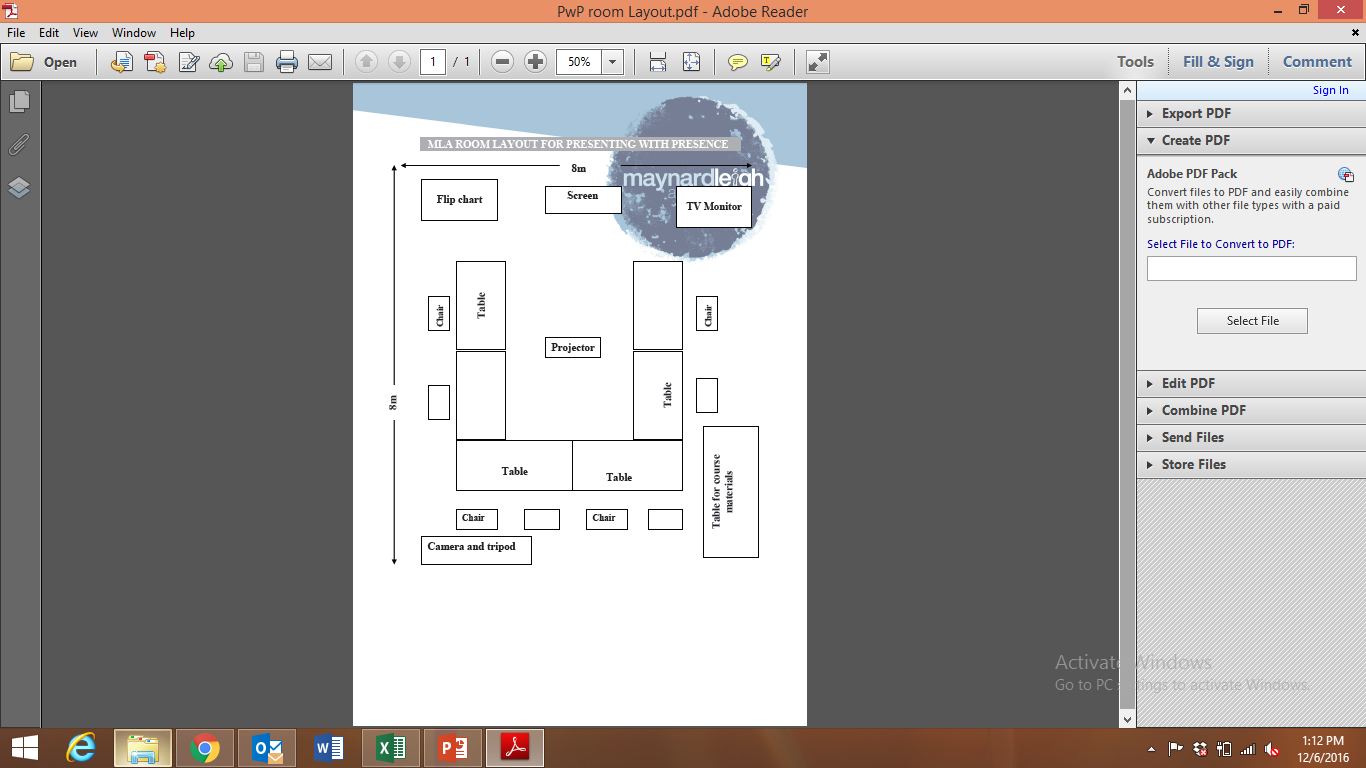 PwP room Layout.pdf - Adobe Reader
File Edit View Window Help
Open
1 / 1
50%
Tools
Fill & Sign
Comment
Sign In
Export PDF
Create PDF
Adobe PDF Pack
Convert files to PDF and easily combine
them with other file types with a paid
subscription.
Select File to Convert to PDF:
Select File
Edit PDF
Combine PDF
Send Files
Store Files
MLA ROOM LAYOUT FOR PRESENTING WITH PRESENCE
8m
maynardleigh
Flip chart
Screen
TV Monitor
Chair
Table
Chair
Projector
8m
Table
Table
Table
Table for course
materials
Chair
Chair
Camera and tripod
Activate Windows
Go to PC settings to activate Windows.
1:12 PM
12/6/2016